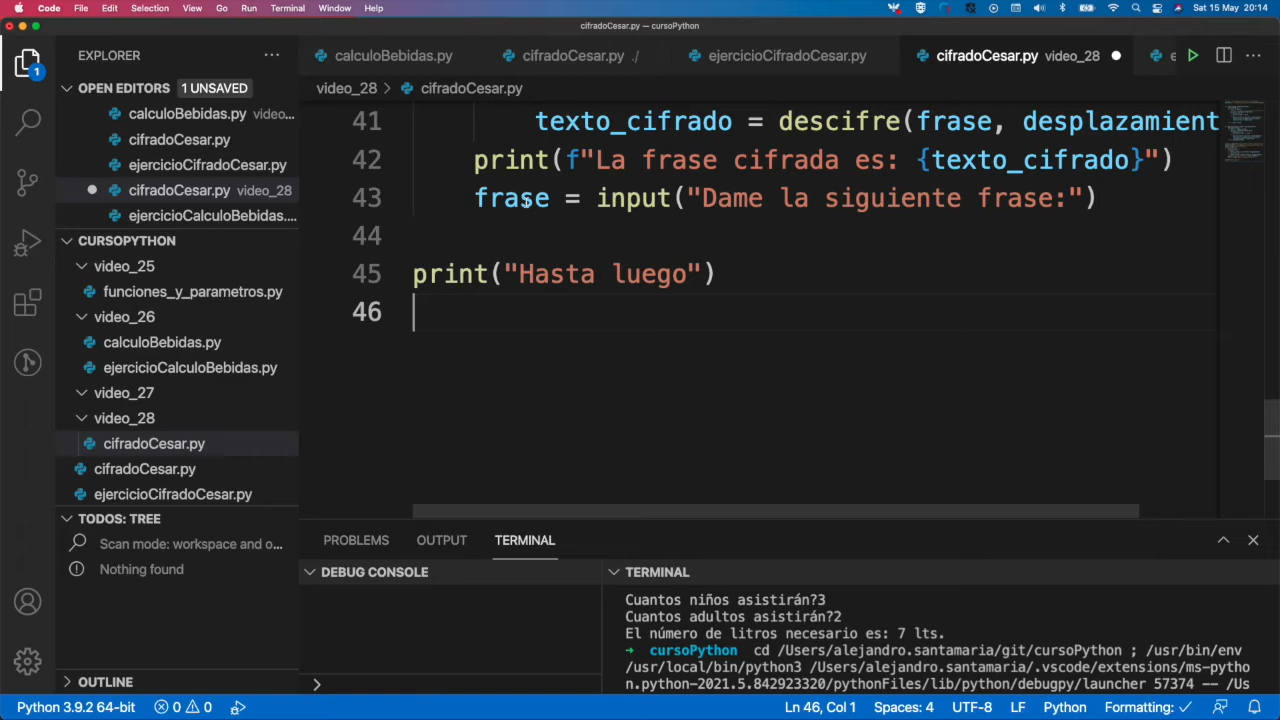 Code File Edit Selection View Go Run Terminal Window Help Sat 15 May 20:14
cifradoCesar.py — cursoPython
EXPLORER
calculoBebidas.py cifradoCesar.py ./ ejercicioCifradoCesar.py cifradoCesar.py video_28 e
1
OPEN EDITORS 1 UNSAVED
calculoBebidas.py video...
cifradoCesar.py
ejercicioCifradoCesar.py
cifradoCesar.py video_28
ejercicioCalculoBebidas....
CURSOPYTHON
video_25
funciones_y_parametros.py
video_26
calculoBebidas.py
ejercicioCalculoBebidas.py
video_27
video_28
cifradoCesar.py
cifradoCesar.py
ejercicioCifradoCesar.py
TODOS: TREE
Scan mode: workspace and o...
Nothing found
OUTLINE
video_28 > cifradoCesar.py
41 texto_cifrado = descifre(frase, desplazamient
42 print(f"La frase cifrada es: {texto_cifrado}")
43 frase = input("Dame la siguiente frase:")
44
45 print("Hasta luego")
46
PROBLEMS OUTPUT TERMINAL
DEBUG CONSOLE
TERMINAL
Cuantos niños asistirán?3
Cuantos adultos asistirán?2
El número de litros necesario es: 7 lts.
➜ cursoPython cd /Users/alejandro.santamaria/git/cursoPython ; /usr/bin/env
/usr/local/bin/python3 /Users/alejandro.santamaria/.vscode/extensions/ms-pytho
n.python-2021.5.842923320/pythonFiles/lib/python/debugpy/launcher 57374 -- /Us
Python 3.9.2 64-bit 0 0 Ln 46, Col 1 Spaces: 4 UTF-8 LF Python Formatting: ✓